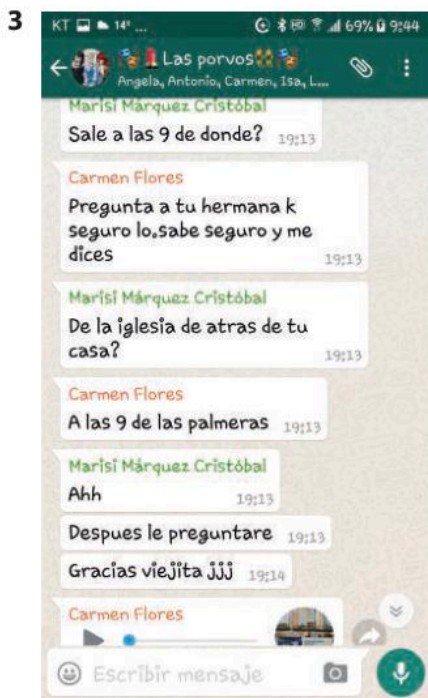 3
KT 14° ... 69% 9:44
Las porvos
Angela, Antonio, Carmen, Isa, L...
Marisi Márquez Cristóbal
Sale a las 9 de donde? 19:13
Carmen Flores
Pregunta a tu hermana k
seguro lo.sabe seguro y me
dices 19:13
Marisi Márquez Cristóbal
De la iglesia de atras de tu
casa? 19:13
Carmen Flores
A las 9 de las palmeras 19:13
Marisi Márquez Cristóbal
Ahh 19:13
Despues le preguntare 19:13
Gracias viejita jjj 19:14
Carmen Flores
Escribir mensaje